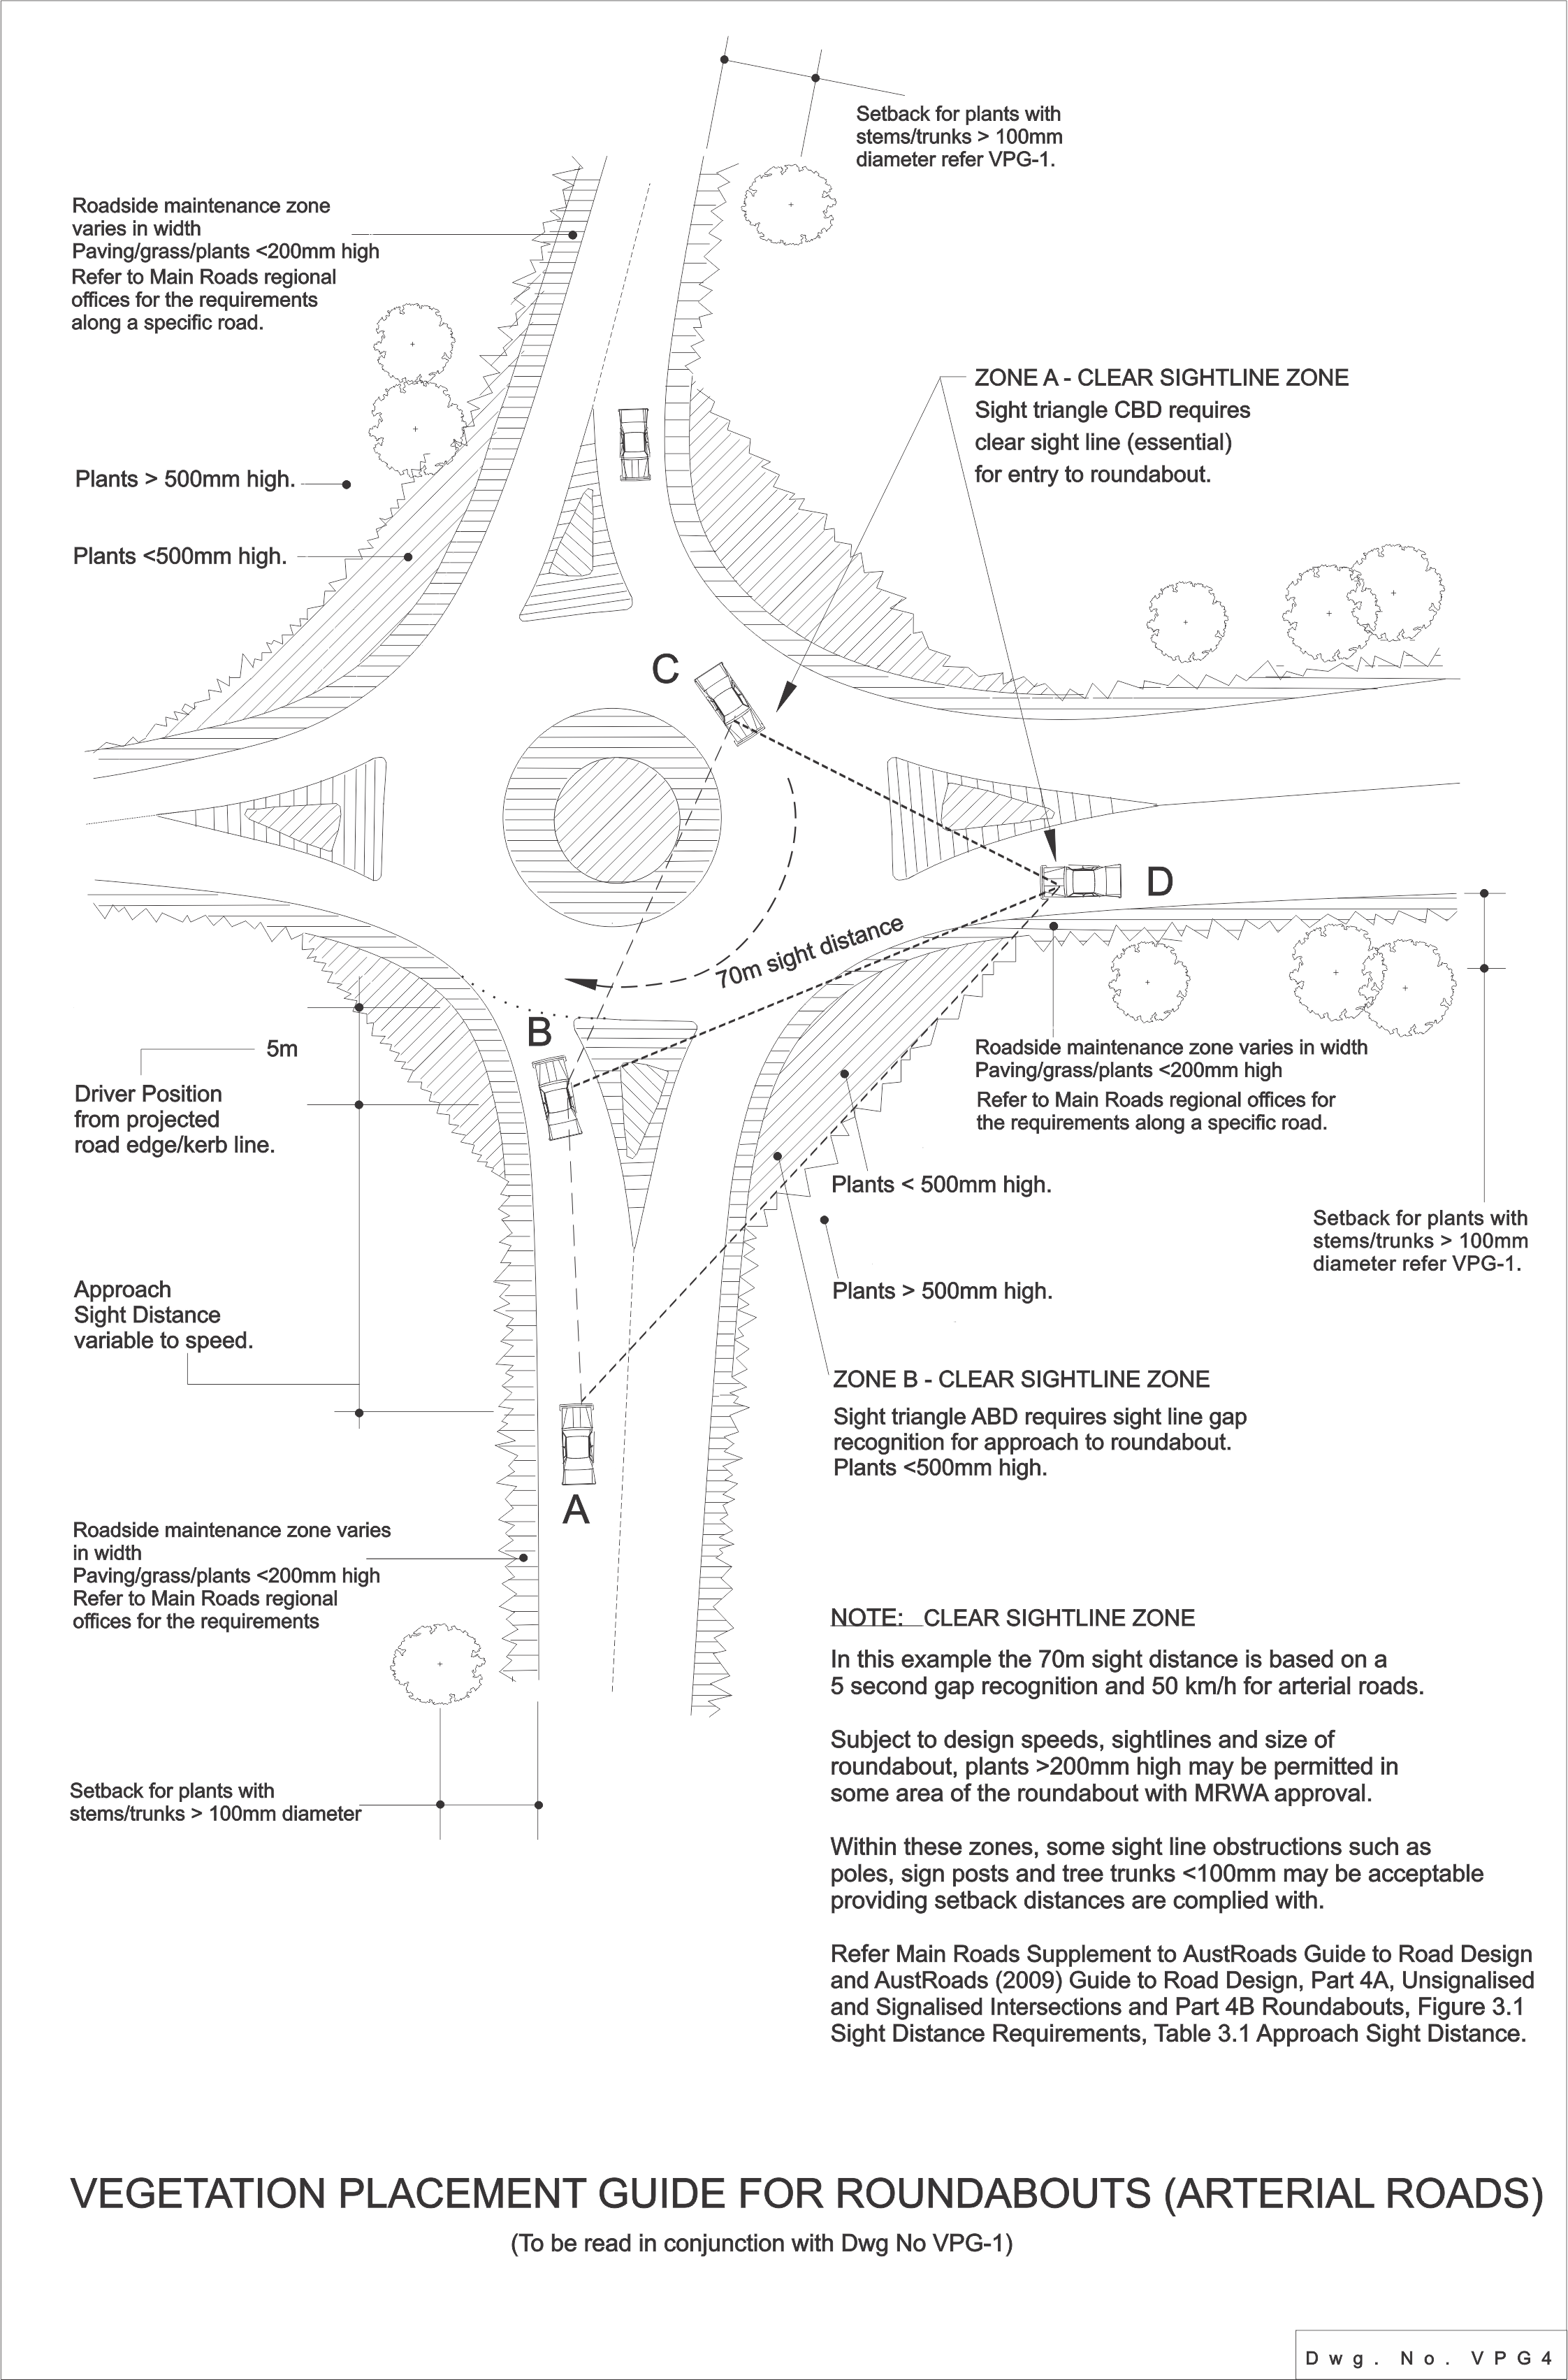 Setback for plants with
stems/trunks > 100mm
diameter refer VPG-1.
Roadside maintenance zone
varies in width
Paving/grass/plants <200mm high
Refer to Main Roads regional
offices for the requirements
along a specific road.
ZONE A - CLEAR SIGHTLINE ZONE
Sight triangle CBD requires
clear sight line (essential)
for entry to roundabout.
Plants > 500mm high.
Plants <500mm high.
C
D
70m sight distance
B
5m
Driver Position
from projected
road edge/kerb line.
Roadside maintenance zone varies in width
Paving/grass/plants <200mm high
Refer to Main Roads regional offices for
the requirements along a specific road.
Plants < 500mm high.
Setback for plants with
stems/trunks > 100mm
diameter refer VPG-1.
Plants > 500mm high.
Approach
Sight Distance
variable to speed.
ZONE B - CLEAR SIGHTLINE ZONE
Sight triangle ABD requires sight line gap
recognition for approach to roundabout.
Plants <500mm high.
A
Roadside maintenance zone varies
in width
Paving/grass/plants <200mm high
Refer to Main Roads regional
offices for the requirements
Setback for plants with
stems/trunks > 100mm diameter
NOTE: CLEAR SIGHTLINE ZONE
In this example the 70m sight distance is based on a
5 second gap recognition and 50 km/h for arterial roads.
Subject to design speeds, sightlines and size of
roundabout, plants >200mm high may be permitted in
some area of the roundabout with MRWA approval.
Within these zones, some sight line obstructions such as
poles, sign posts and tree trunks <100mm may be acceptable
providing setback distances are complied with.
Refer Main Roads Supplement to AustRoads Guide to Road Design
and AustRoads (2009) Guide to Road Design, Part 4A, Unsignalised
and Signalised Intersections and Part 4B Roundabouts, Figure 3.1
Sight Distance Requirements, Table 3.1 Approach Sight Distance.
VEGETATION PLACEMENT GUIDE FOR ROUNDABOUTS (ARTERIAL ROADS)
(To be read in conjunction with Dwg No VPG-1)
Dwg. No. VPG4